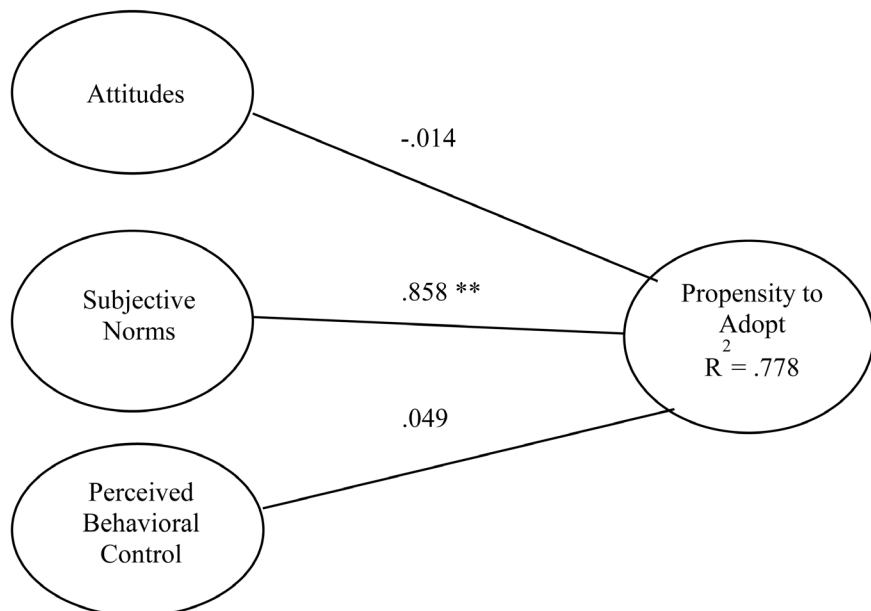 Attitudes
-.014
Subjective
Norms
.858 **
Propensity to
Adopt
R² = .778
.049
Perceived
Behavioral
Control